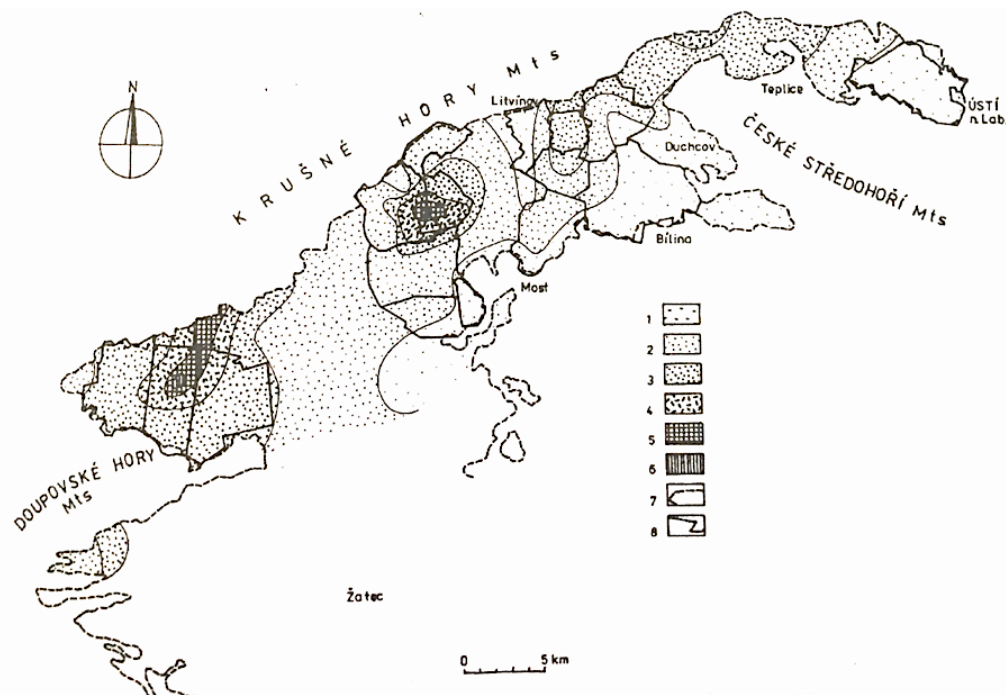 N
KRUŠNÉ HORY Mts
Litvínov
Teplice
ÚSTÍ
n.Lab.
Duchcov
ČESKÉ STŘEDOHOŘÍ Mts
Bílina
Most
1
2
3
4
5
6
7
8
DOUPOVSKÉ HORY
Mts
Žatec
0 5 km